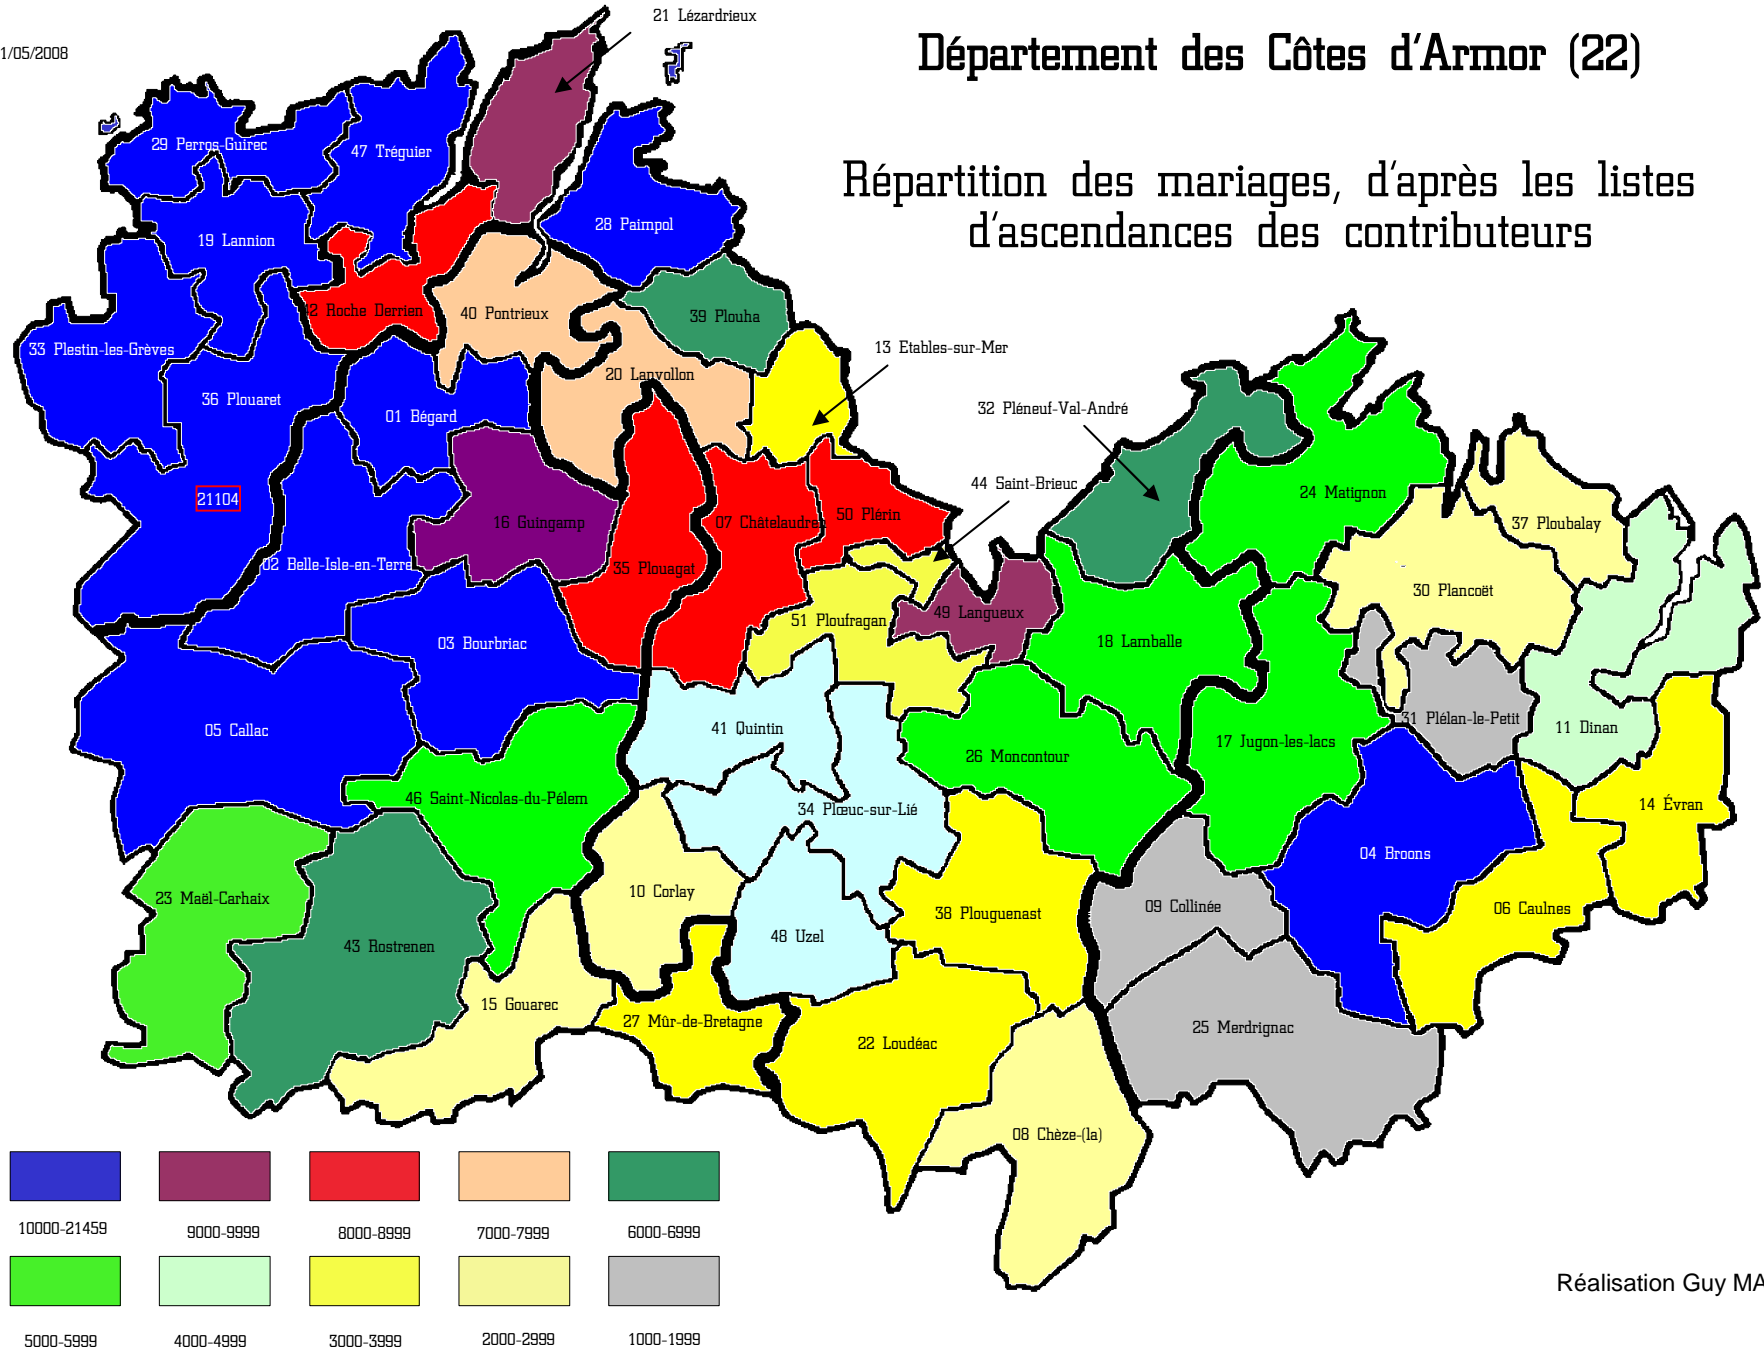 21 Lézardrieux
1/05/2008
Département des Côtes d'Armor (22)
29 Perros-Guirec
47 Tréguier
Répartition des mariages, d'après les listes
d'ascendances des contributeurs
28 Paimpol
19 Lannion
2 Roche Derrien
40 Pontrieux
39 Plouha
33 Plestin-les-Grèves
13 Etables-sur-Mer
20 Lanvollon
36 Plouaret
01 Bégard
32 Pléneuf-Val-André
44 Saint-Brieuc
24 Matignon
21104
16 Guingamp
07 Châtelaudren
50 Plérin
37 Ploubalay
02 Belle-Isle-en-Terre
35 Plouagat
30 Plancoët
49 Langueux
51 Ploufragan
03 Bourbriac
18 Lamballe
31 Plélan-le-Petit
05 Callac
41 Quintin
11 Dinan
17 Jugon-les-lacs
26 Moncontour
46 Saint-Nicolas-du-Pélem
34 Plœuc-sur-Lié
14 Évran
04 Broons
23 Maël-Carhaix
10 Corlay
09 Collinée
06 Caulnes
38 Plouguenast
48 Uzel
43 Rostrenen
15 Gouarec
27 Mûr-de-Bretagne
25 Merdrignac
22 Loudéac
08 Chèze-(la)
10000-21459
9000-9999
8000-8999
7000-7999
6000-6999
Réalisation Guy MA
5000-5999
4000-4999
3000-3999
2000-2999
1000-1999